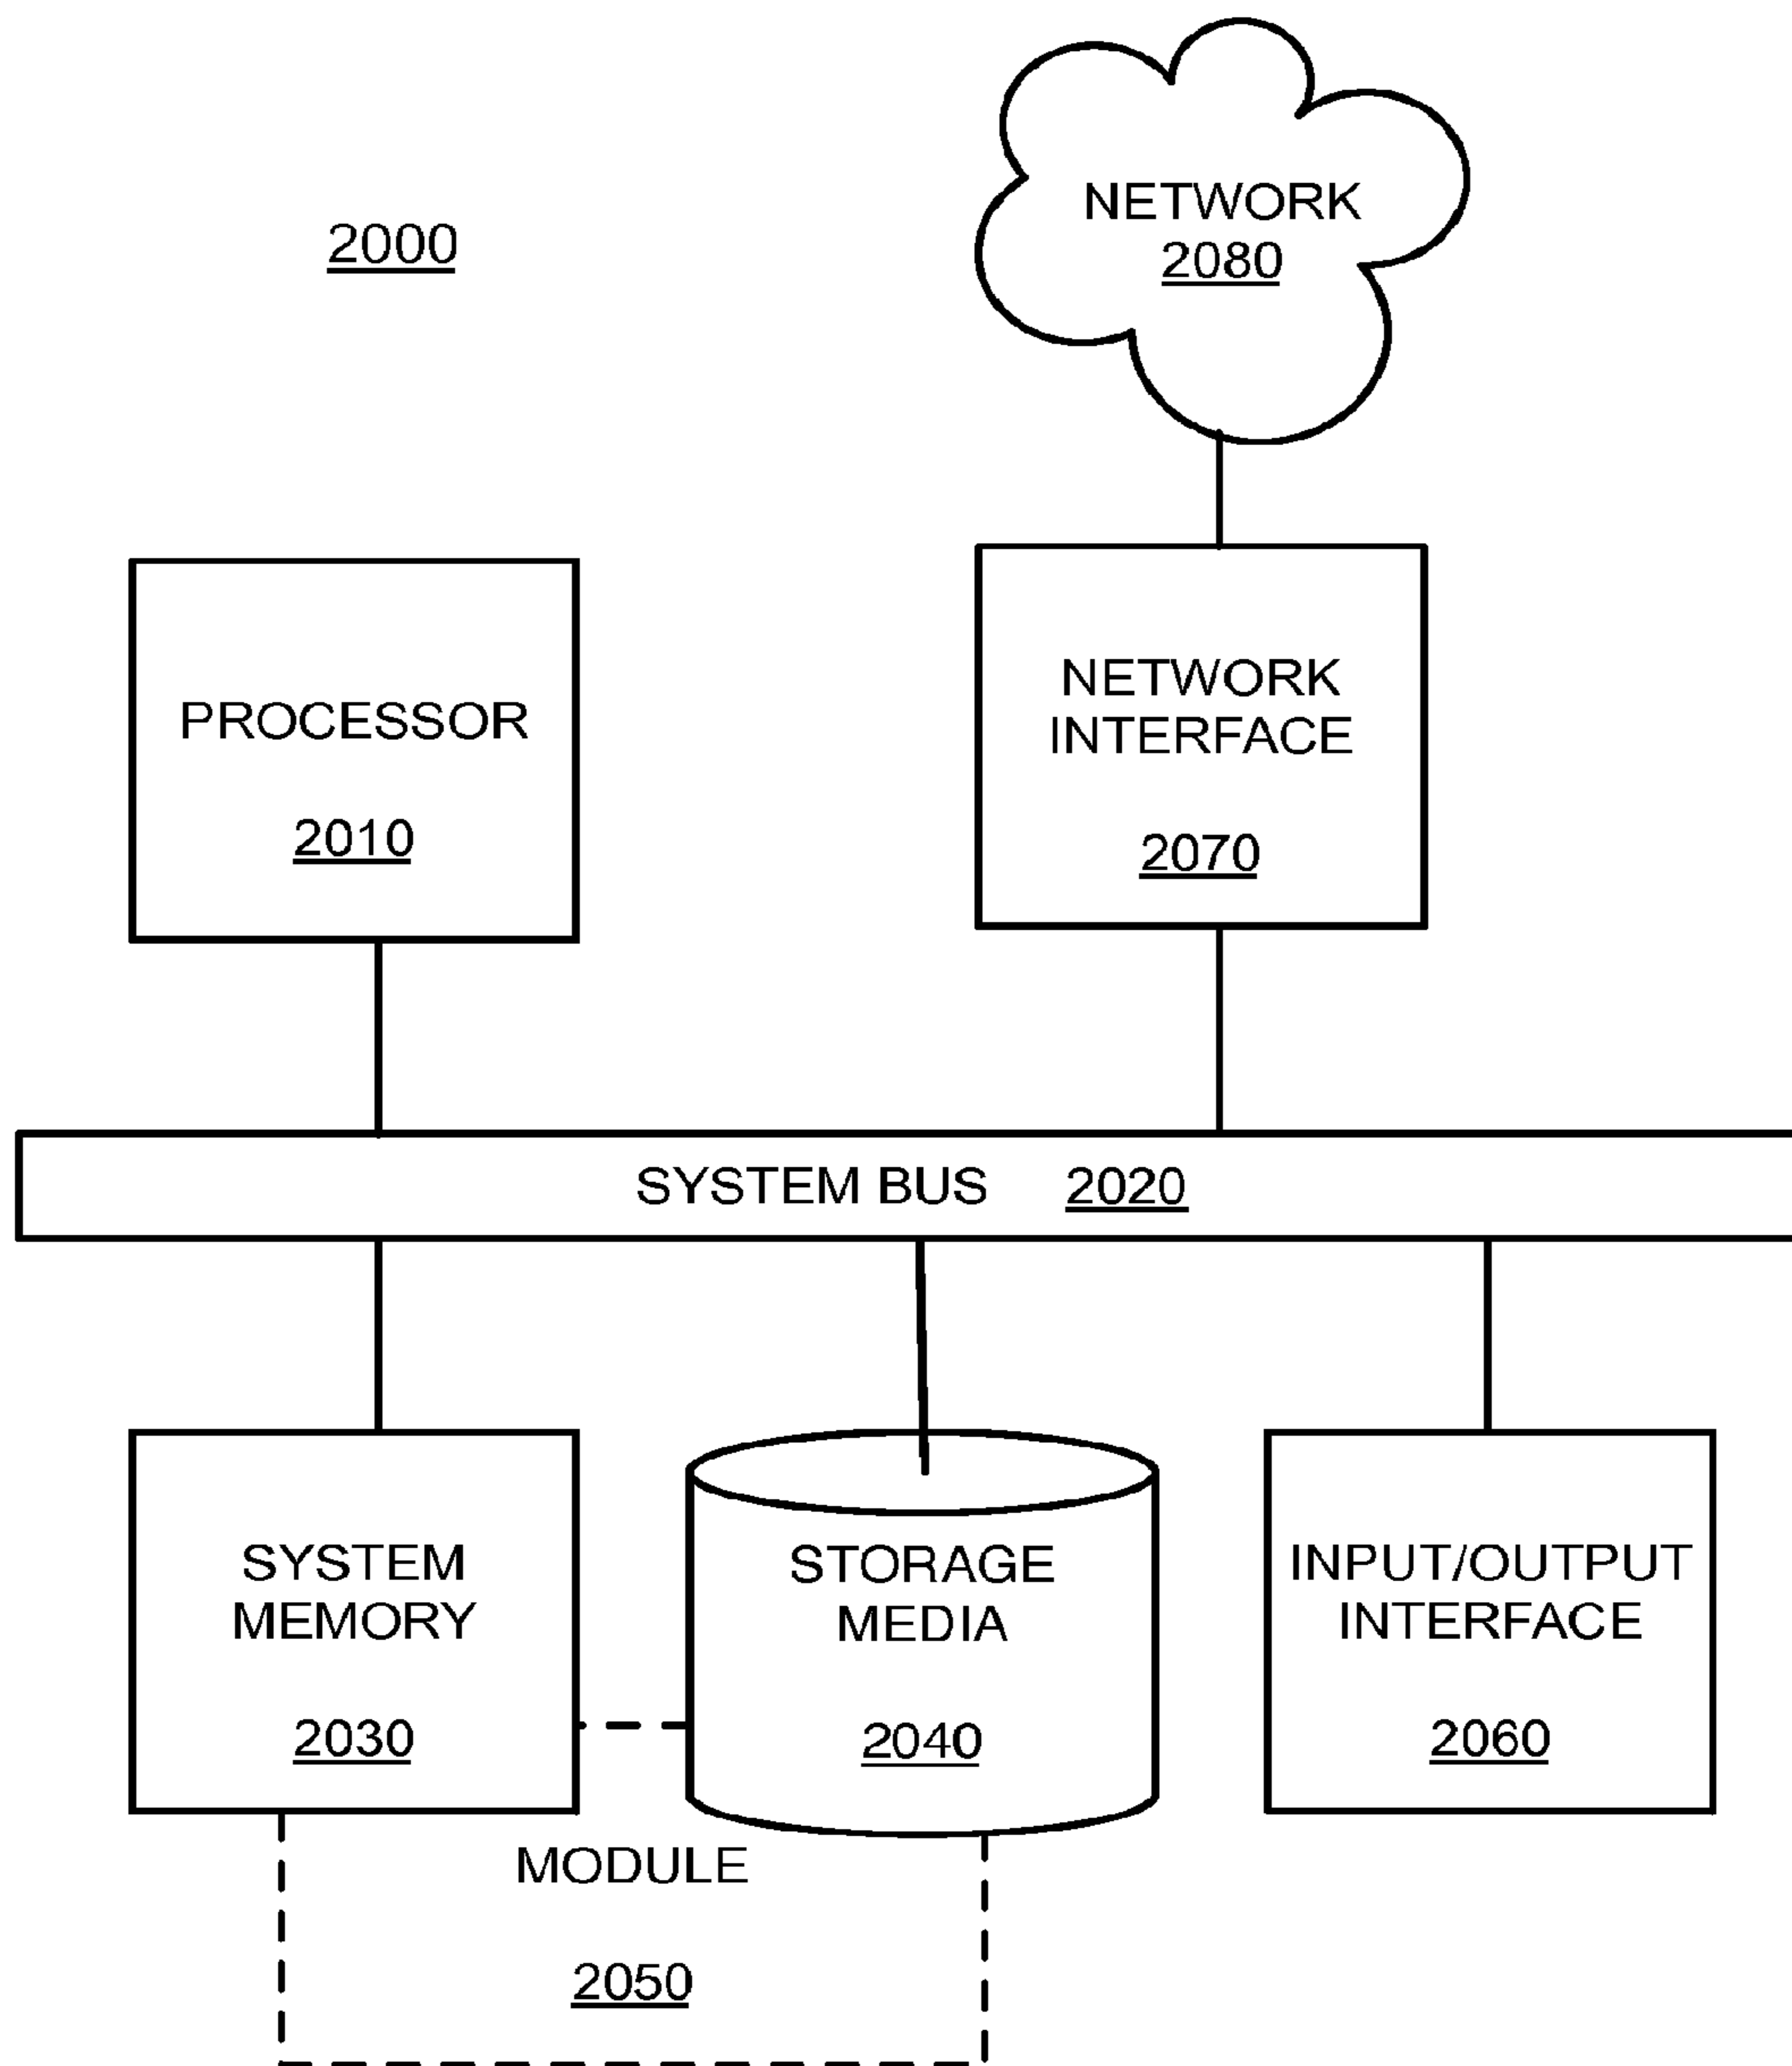 NETWORK
2080
2000
PROCESSOR
2010
NETWORK
INTERFACE
2070
SYSTEM BUS 2020
SYSTEM
MEMORY
2030
STORAGE
MEDIA
2040
INPUT/OUTPUT
INTERFACE
2060
MODULE
2050